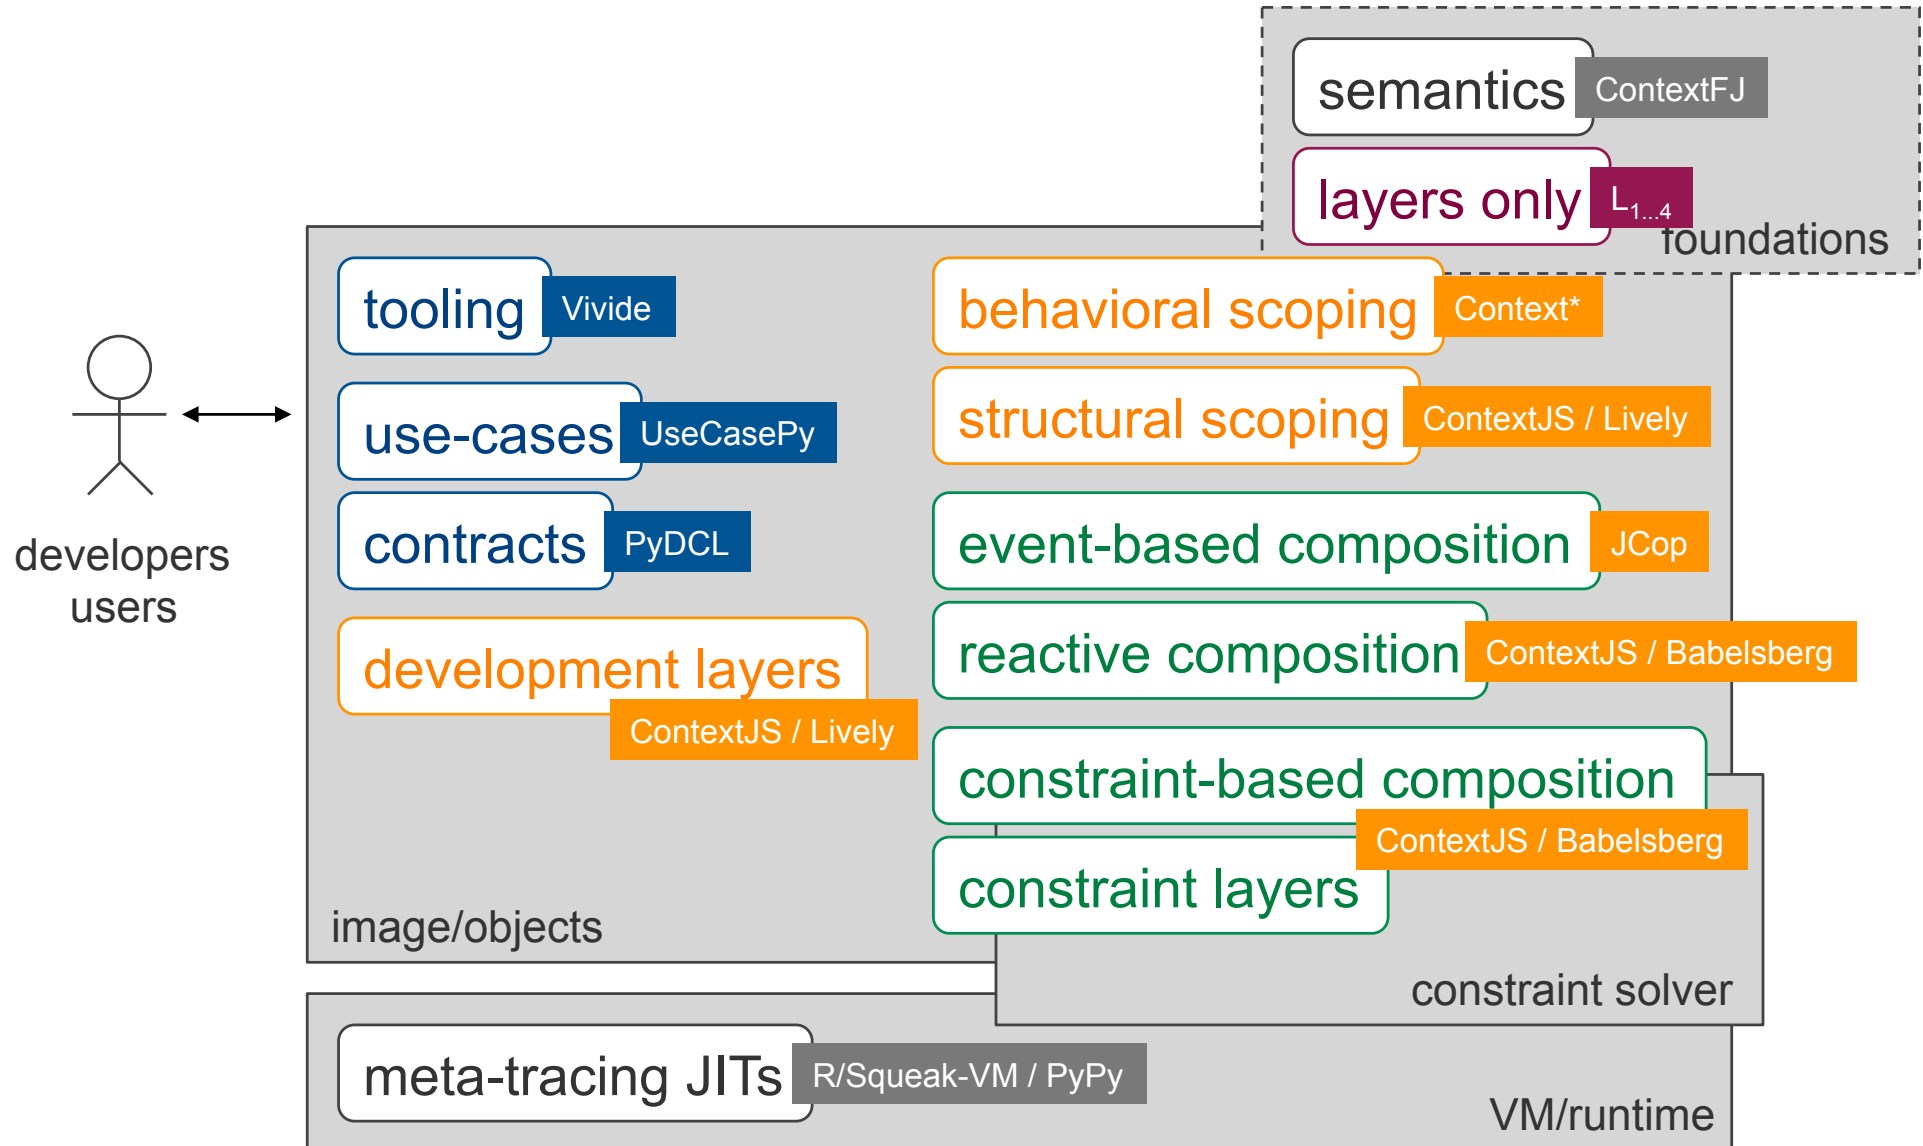 semantics
ContextFJ
layers only
L1...4
foundations
tooling
Vivide
behavioral scoping
Context*
use-cases
UseCasePy
structural scoping
ContextJS / Lively
contracts
PyDCL
event-based composition
JCop
developers
users
development layers
ContextJS / Lively
reactive composition
ContextJS / Babelsberg
constraint-based composition
ContextJS / Babelsberg
constraint layers
image/objects
constraint solver
meta-tracing JITs
R/Squeak-VM / PyPy
VM/runtime